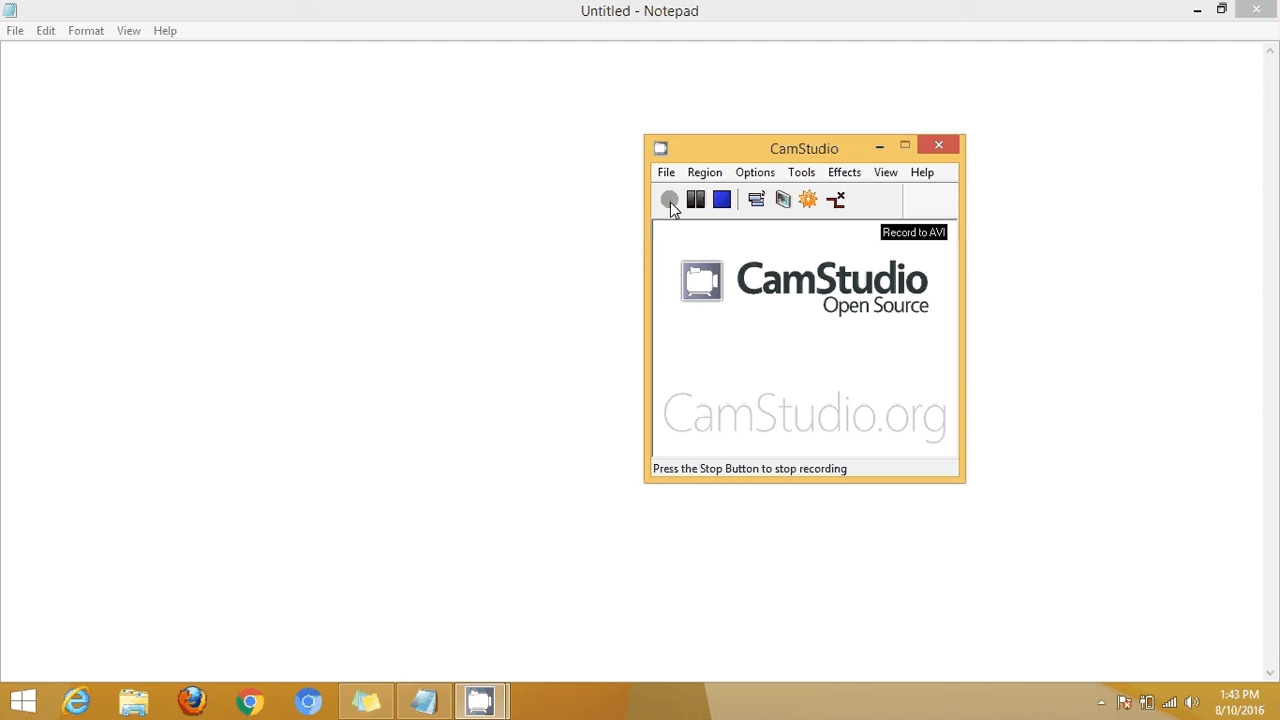 Untitled - Notepad
File Edit Format View Help
CamStudio
File Region Options Tools Effects View Help
Record to AVI
CamStudio
Open Source
CamStudio.org
Press the Stop Button to stop recording
1:43 PM
8/10/2016